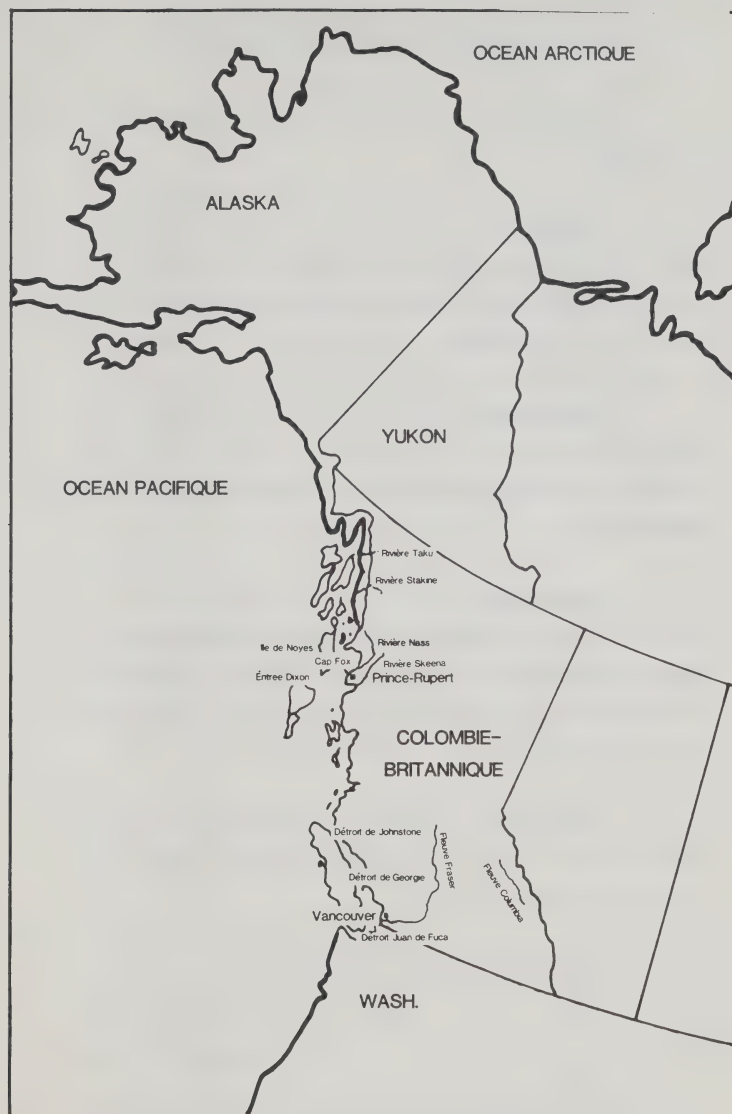 OCEAN ARCTIQUE
ALASKA
YUKON
OCEAN PACIFIQUE
Rivière Taku
Rivière Stakine
Ile de Noyes
Rivière Nass
Cap Fox
Rivière Skeena
Éntree Dixon
Prince-Rupert
COLOMBIE-
BRITANNIQUE
Détroit de Johnstone
Fleuve Fraser
Détroit de Georgie
Fleuve Columbia
Vancouver
Détroit Juan de Fuca
WASH.